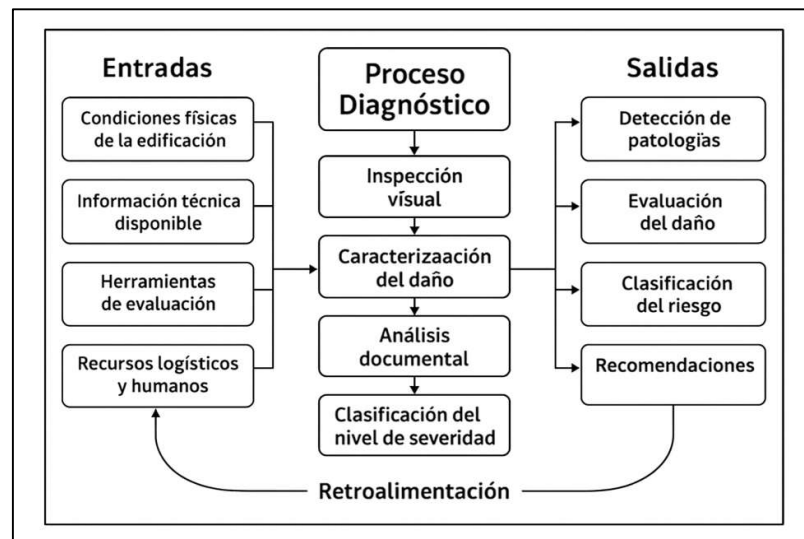 Entradas
Condiciones físicas
de la edificación
Información técnica
disponible
Herramientas
de evaluación
Recursos logísticos
y humanos
Proceso
Diagnóstico
Inspección
vísual
Caracterizaación
del daño
Análisis
documental
Clasificación del
nivel de severidad
Salidas
Detección de
patologïas
Evaluación
del daño
Clasificación
del riesgo
Recomendaciones
Retroalimentación